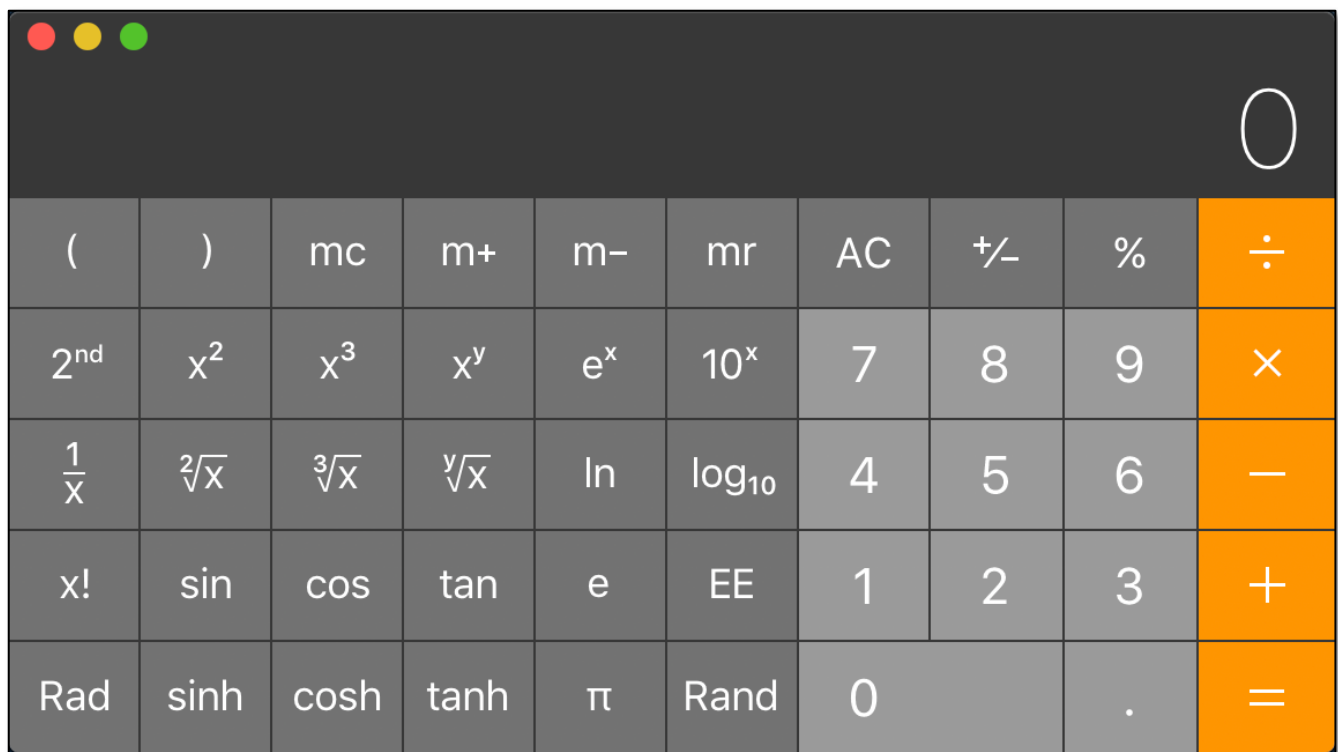 0
( ) mc m+ m− mr AC +/− % ÷
2ⁿᵈ x² x³ xʸ eˣ 10ˣ 7 8 9 ×
1/x ²√x ³√x ʸ√x ln log₁₀ 4 5 6 −
x! sin cos tan e EE 1 2 3 +
Rad sinh cosh tanh π Rand 0 . =